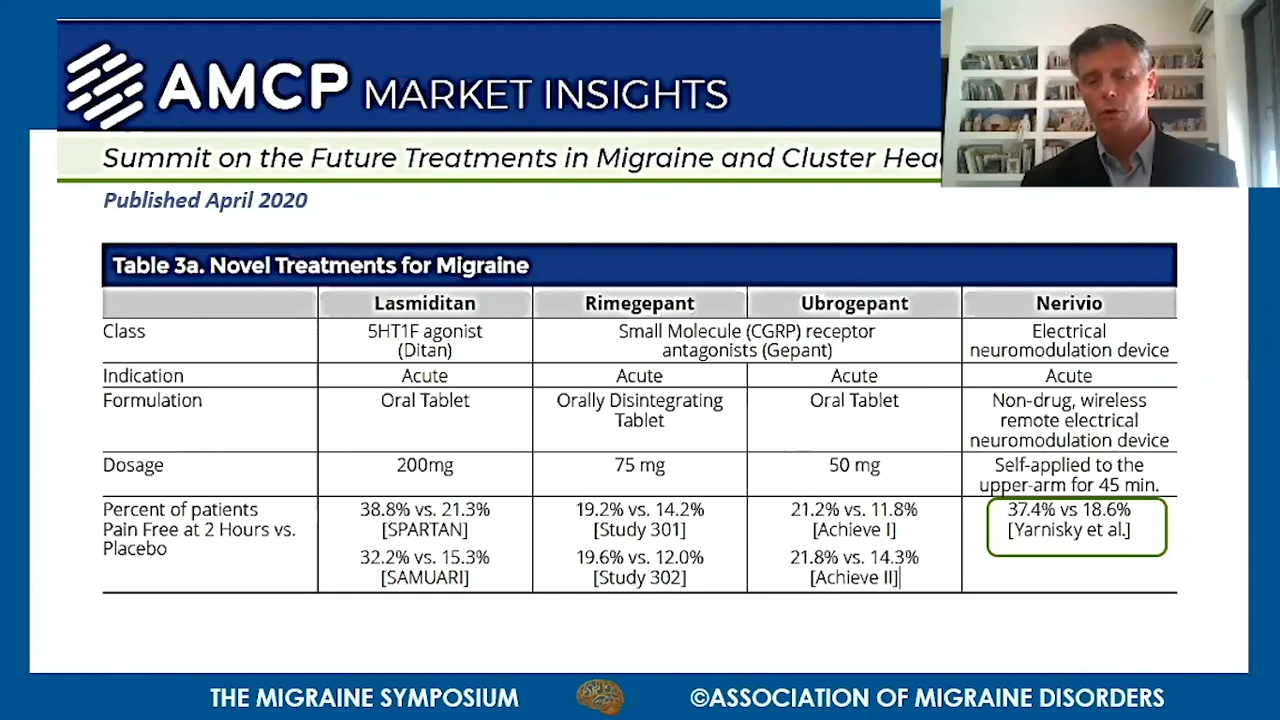 AMCP MARKET INSIGHTS
Summit on the Future Treatments in Migraine and Cluster
Published April 2020
Table 3a. Novel Treatments for Migraine
Lasmiditan Rimegepant Ubrogepant Nerivio
Class 5HT1F agonist Small Molecule (CGRP) receptor Electrical
(Ditan) antagonists (Gepant) neuromodulation device
Indication Acute Acute Acute Acute
Formulation Oral Tablet Orally Disintegrating Oral Tablet Non-drug, wireless
Tablet remote electrical
neuromodulation device
Dosage 200mg 75 mg 50 mg Self-applied to the
upper-arm for 45 min.
Percent of patients 38.8% vs. 21.3% 19.2% vs. 14.2% 21.2% vs. 11.8% 37.4% vs 18.6%
Pain Free at 2 Hours vs. [SPARTAN] [Study 301] [Achieve I] [Yarnisky et al.]
Placebo 32.2% vs. 15.3% 19.6% vs. 12.0% 21.8% vs. 14.3%
[SAMUARI] [Study 302] [Achieve II]
THE MIGRAINE SYMPOSIUM ©ASSOCIATION OF MIGRAINE DISORDERS